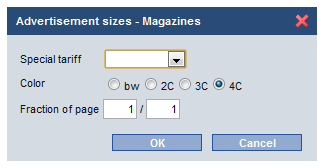 Advertisement sizes - Magazines
Special tariff
Color bw 2C 3C 4C
Fraction of page 1 / 1
OK Cancel